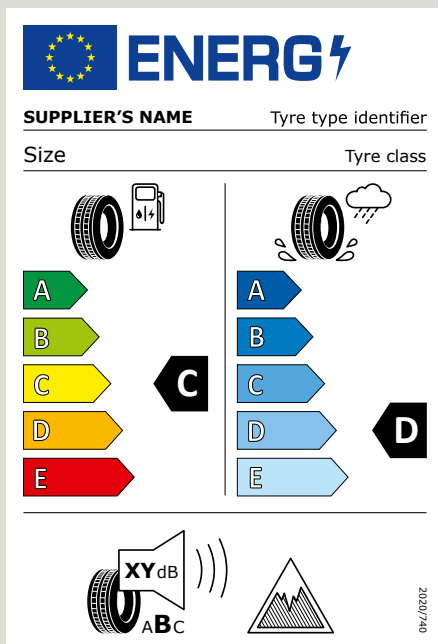 ENERG
SUPPLIER'S NAME Tyre type identifier
Size Tyre class
A A
B B
C C C
D D D
E E
XYdB
ABC
2020/740